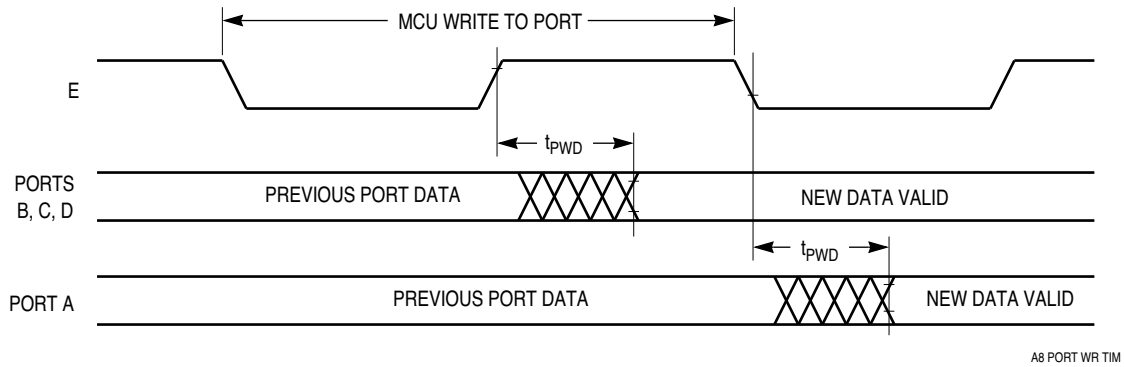 MCU WRITE TO PORT
E
tPWD
PORTS
B, C, D
PREVIOUS PORT DATA
NEW DATA VALID
tPWD
PORT A
PREVIOUS PORT DATA
NEW DATA VALID
A8 PORT WR TIM